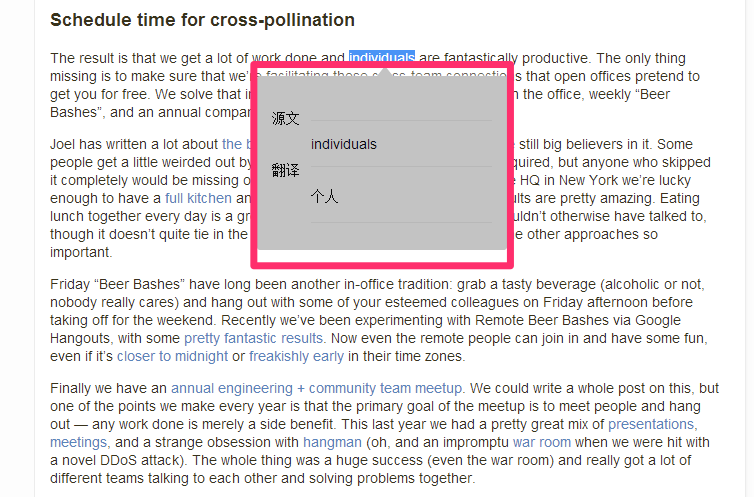 Schedule time for cross-pollination
The result is that we get a lot of work done and individuals are fantastically productive. The only thing
missing is to make sure that we're facilitating these cross-team connections that open offices pretend to
get you for free. We solve that in the office, weekly “Beer
Bashes”, and an annual compan
源文
individuals
翻译
个人
Joel has written a lot about the b still big believers in it. Some
people get a little weirded out by quired, but anyone who skipped
it completely would be missing o HQ in New York we're lucky
enough to have a full kitchen an ults are pretty amazing. Eating
lunch together every day is a gr uldn't otherwise have talked to,
though it doesn't quite tie in the e other approaches so
important.
Friday “Beer Bashes” have long been another in-office tradition: grab a tasty beverage (alcoholic or not,
nobody really cares) and hang out with some of your esteemed colleagues on Friday afternoon before
taking off for the weekend. Recently we've been experimenting with Remote Beer Bashes via Google
Hangouts, with some pretty fantastic results. Now even the remote people can join in and have some fun,
even if it's closer to midnight or freakishly early in their time zones.
Finally we have an annual engineering + community team meetup. We could write a whole post on this, but
one of the points we make every year is that the primary goal of the meetup is to meet people and hang
out — any work done is merely a side benefit. This last year we had a pretty great mix of presentations,
meetings, and a strange obsession with hangman (oh, and an impromptu war room when we were hit with
a novel DDoS attack). The whole thing was a huge success (even the war room) and really got a lot of
different teams talking to each other and solving problems together.